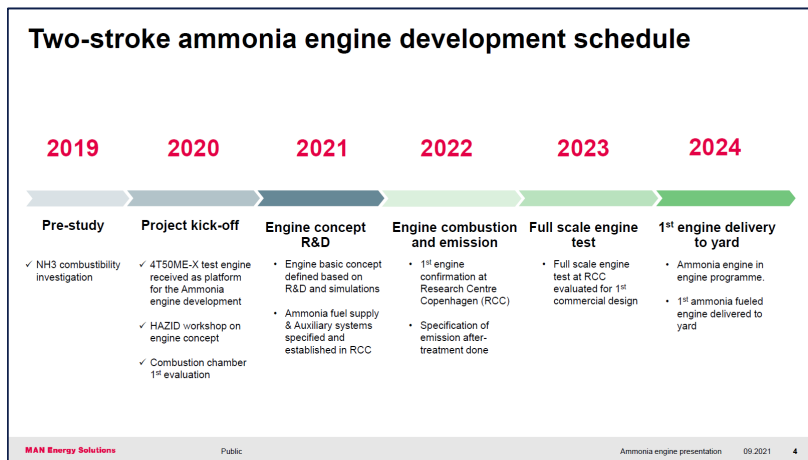 Two-stroke ammonia engine development schedule
2019
2020
2021
2022
2023
2024
Pre-study
✓ NH3 combustibility
investigation
Project kick-off
✓ 4T50ME-X test engine
received as platform
for the Ammonia
engine development
✓ HAZID workshop on
engine concept
✓ Combustion chamber
1st evaluation
Engine concept
R&D
• Engine basic concept
defined based on
R&D and simulations
• Ammonia fuel supply
& Auxiliary systems
specified and
established in RCC
Engine combustion
and emission
• 1st engine
confirmation at
Research Centre
Copenhagen (RCC)
• Specification of
emission after-
treatment done
Full scale engine
test
• Full scale engine
test at RCC
evaluated for 1st
commercial design
1st engine delivery
to yard
• Ammonia engine in
engine programme.
• 1st ammonia fueled
engine delivered to
yard
MAN Energy Solutions
Public
Ammonia engine presentation
09.2021
4